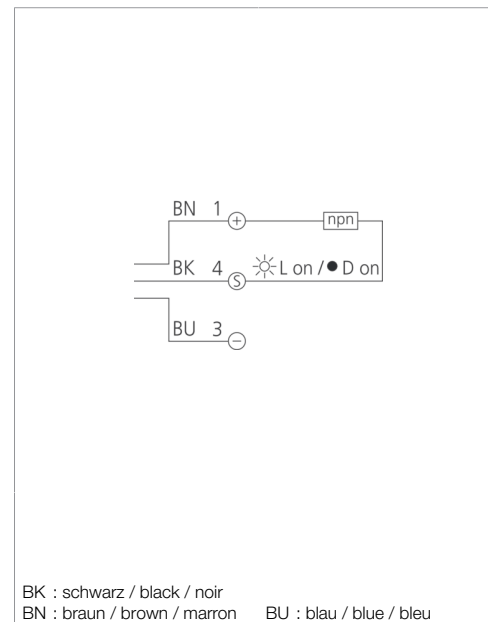 BN 1 + npn
BK 4 S L on / ● D on
BU 3 −
BK : schwarz / black / noir
BN : braun / brown / marron BU : blau / blue / bleu